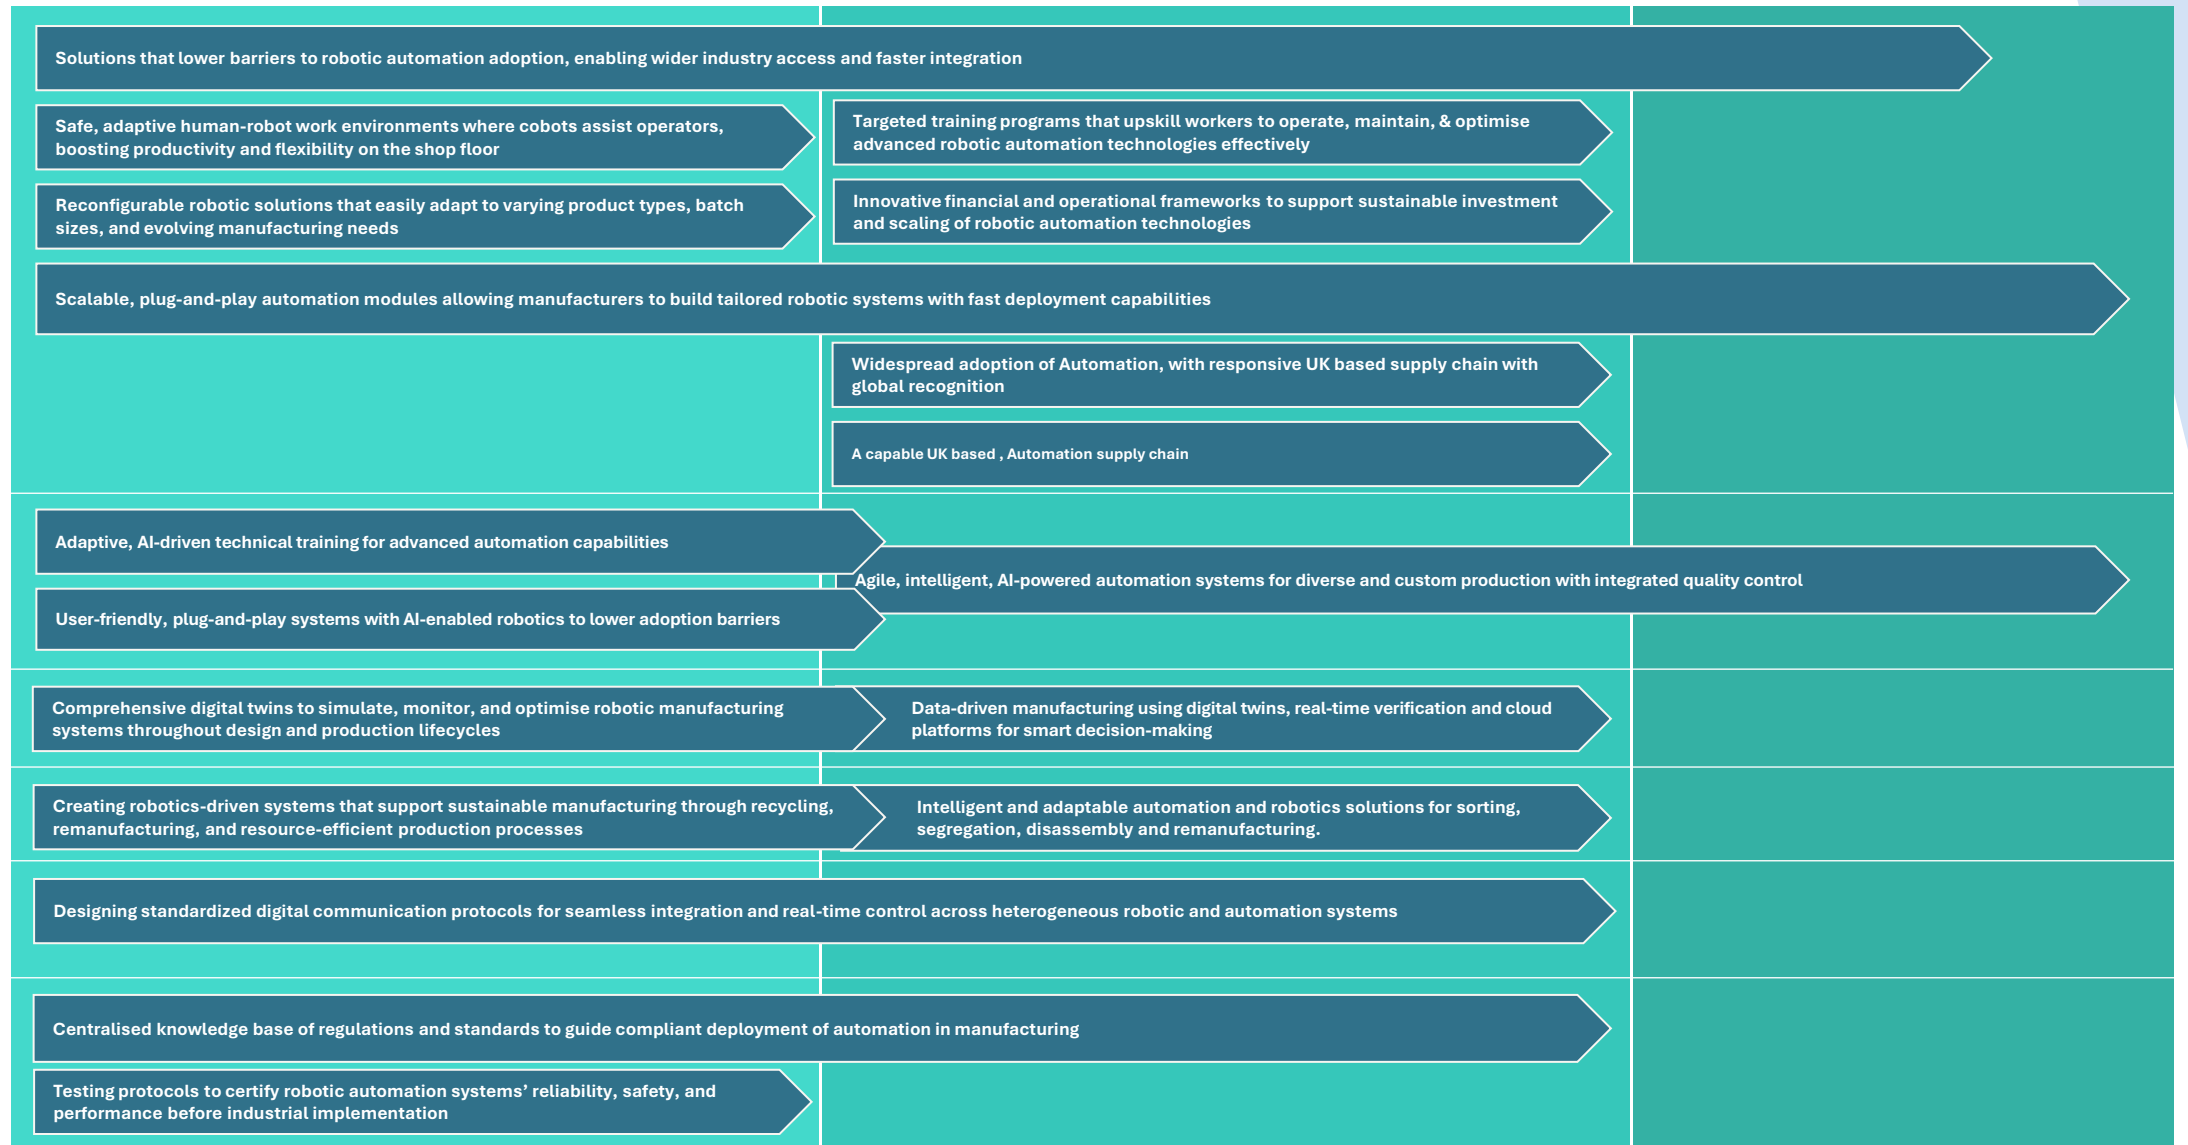 Solutions that lower barriers to robotic automation adoption, enabling wider industry access and faster integration
Safe, adaptive human-robot work environments where cobots assist operators,
boosting productivity and flexibility on the shop floor
Targeted training programs that upskill workers to operate, maintain, & optimise
advanced robotic automation technologies effectively
Reconfigurable robotic solutions that easily adapt to varying product types, batch
sizes, and evolving manufacturing needs
Innovative financial and operational frameworks to support sustainable investment
and scaling of robotic automation technologies
Scalable, plug-and-play automation modules allowing manufacturers to build tailored robotic systems with fast deployment capabilities
Widespread adoption of Automation, with responsive UK based supply chain with
global recognition
A capable UK based , Automation supply chain
Adaptive, AI-driven technical training for advanced automation capabilities
Agile, intelligent, AI-powered automation systems for diverse and custom production with integrated quality control
User-friendly, plug-and-play systems with AI-enabled robotics to lower adoption barriers
Comprehensive digital twins to simulate, monitor, and optimise robotic manufacturing
systems throughout design and production lifecycles
Data-driven manufacturing using digital twins, real-time verification and cloud
platforms for smart decision-making
Creating robotics-driven systems that support sustainable manufacturing through recycling,
remanufacturing, and resource-efficient production processes
Intelligent and adaptable automation and robotics solutions for sorting,
segregation, disassembly and remanufacturing.
Designing standardized digital communication protocols for seamless integration and real-time control across heterogeneous robotic and automation systems
Centralised knowledge base of regulations and standards to guide compliant deployment of automation in manufacturing
Testing protocols to certify robotic automation systems’ reliability, safety, and
performance before industrial implementation